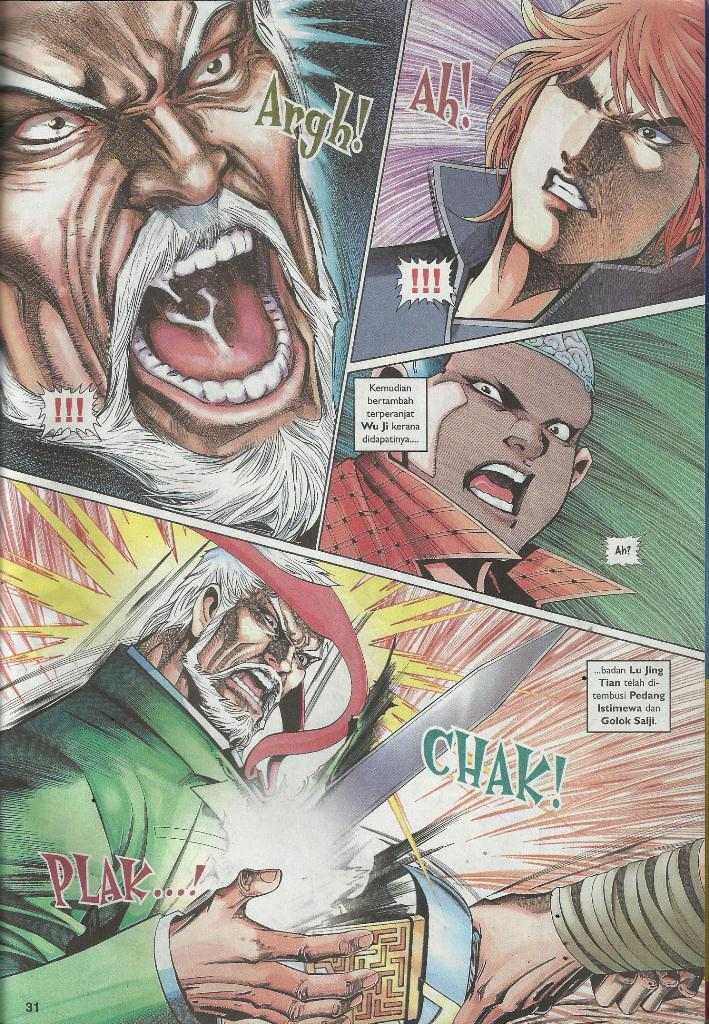 Argh!
!!!
Ah!
!!!
Kemudian
bertambah
terperanjat
Wu Ji kerana
didapatinya....
Ah?
...badan Lu Jing
Tian telah di-
tembusi Pedang
Istimewa dan
Golok Salji.
CHAK!
PLAK....!
31